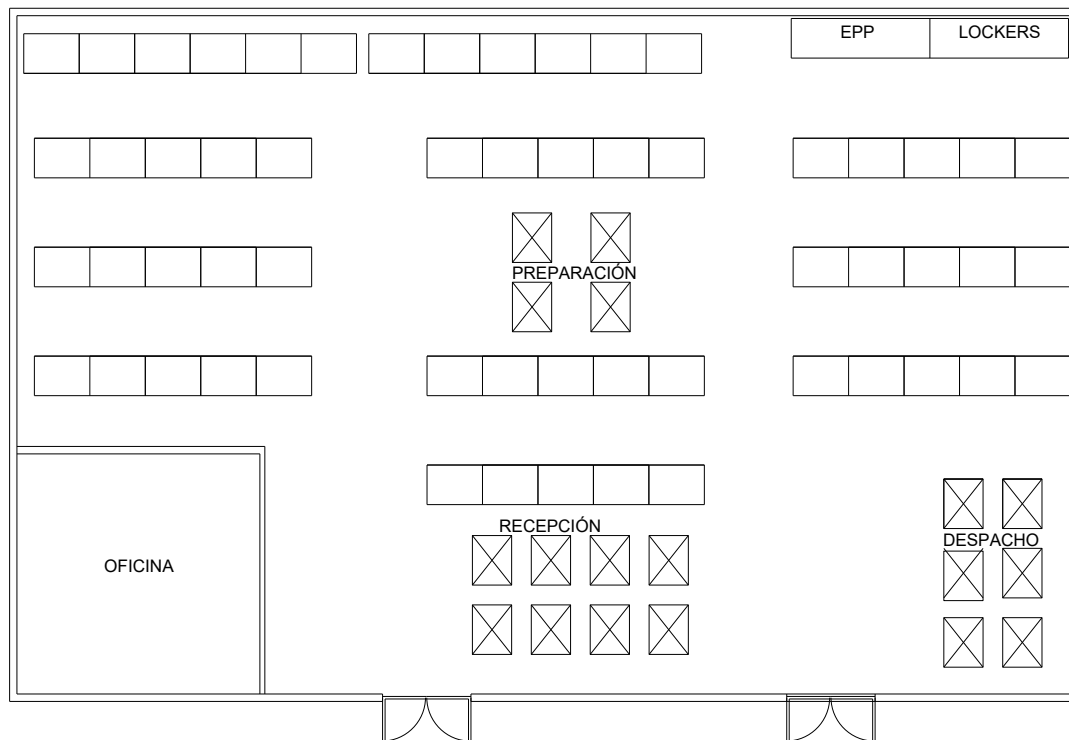 EPP
LOCKERS
PREPARACIÓN
RECEPCIÓN
DESPACHO
OFICINA